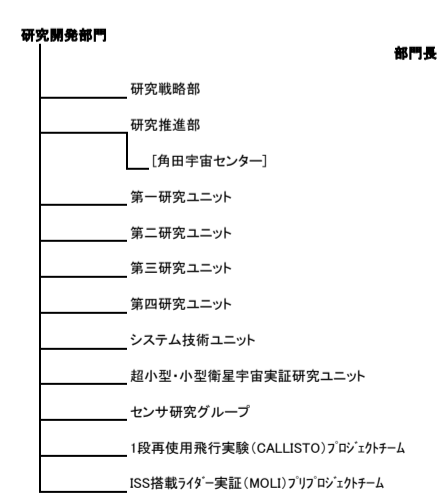 研究開発部門
部門長
研究戦略部
研究推進部
[角田宇宙センター]
第一研究ユニット
第二研究ユニット
第三研究ユニット
第四研究ユニット
システム技術ユニット
超小型・小型衛星宇宙実証研究ユニット
センサ研究グループ
1段再使用飛行実験(CALLISTO)プロジェクトチーム
ISS搭載ライダー実証(MOLI)プリプロジェクトチーム